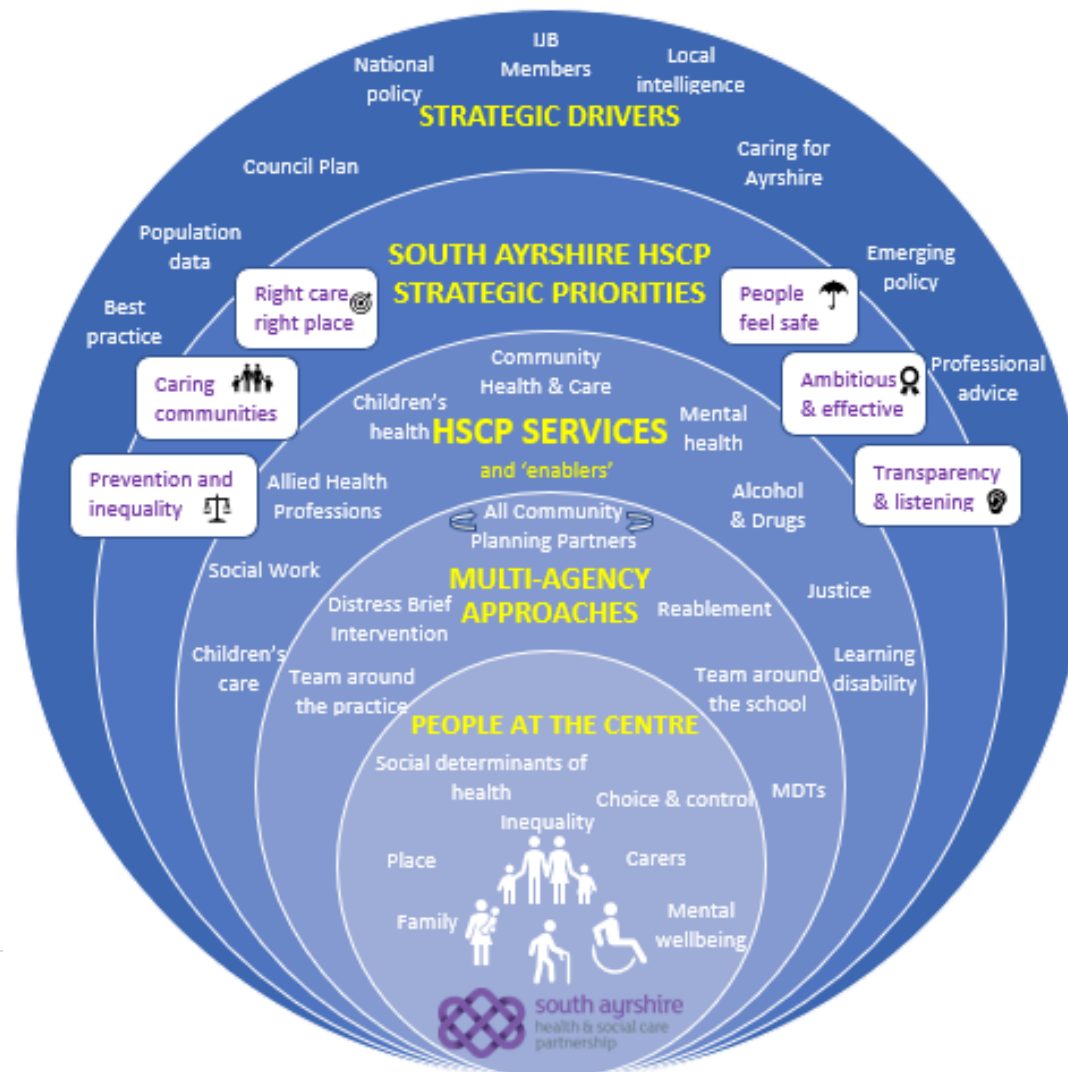 IJB
Members
National
policy
Local
intelligence
STRATEGIC DRIVERS
Council Plan
Caring for
Ayrshire
Population
data
Emerging
policy
Best
practice
Professional
advice
SOUTH AYRSHIRE HSCP
STRATEGIC PRIORITIES
Right care,
right place
People
feel safe
Caring
communities
Ambitious
& effective
Prevention and
inequality
Transparency
& listening
Community
Health & Care
Children's
health
Mental
health
HSCP SERVICES
and 'enablers'
Allied Health
Professions
Alcohol
& Drugs
Social Work
Justice
Children's
care
Learning
disability
All Community
Planning Partners
MULTI-AGENCY
APPROACHES
Distress Brief
Intervention
Reablement
Team around
the practice
Team around
the school
MDTs
PEOPLE AT THE CENTRE
Social determinants of
health
Choice & control
Inequality
Place
Carers
Family
Mental
wellbeing
south ayrshire
health & social care
partnership